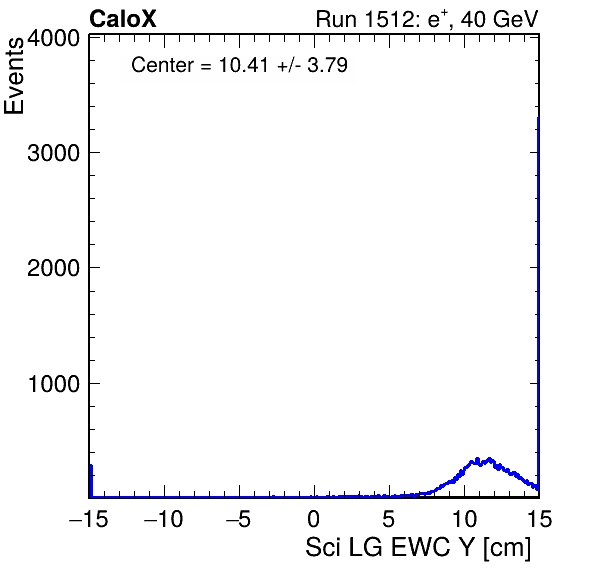 CaloX
Run 1512: e⁺, 40 GeV
Center = 10.41 +/- 3.79
Events
4000
3000
2000
1000
−15 −10 −5 0 5 10 15
Sci LG EWC Y [cm]